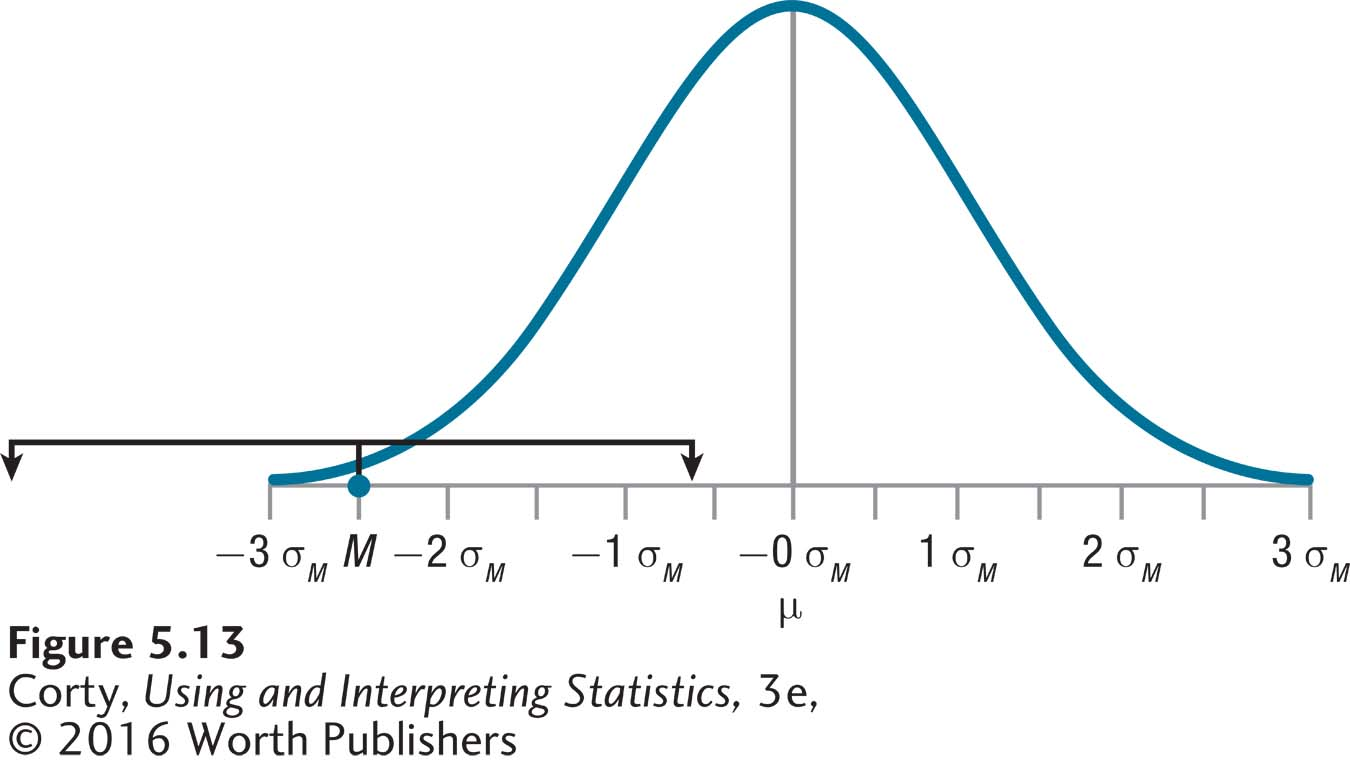 −3 σM M −2 σM −1 σM −0 σM 1 σM 2 σM 3 σM
μ
Figure 5.13
Corty, Using and Interpreting Statistics, 3e,
© 2016 Worth Publishers